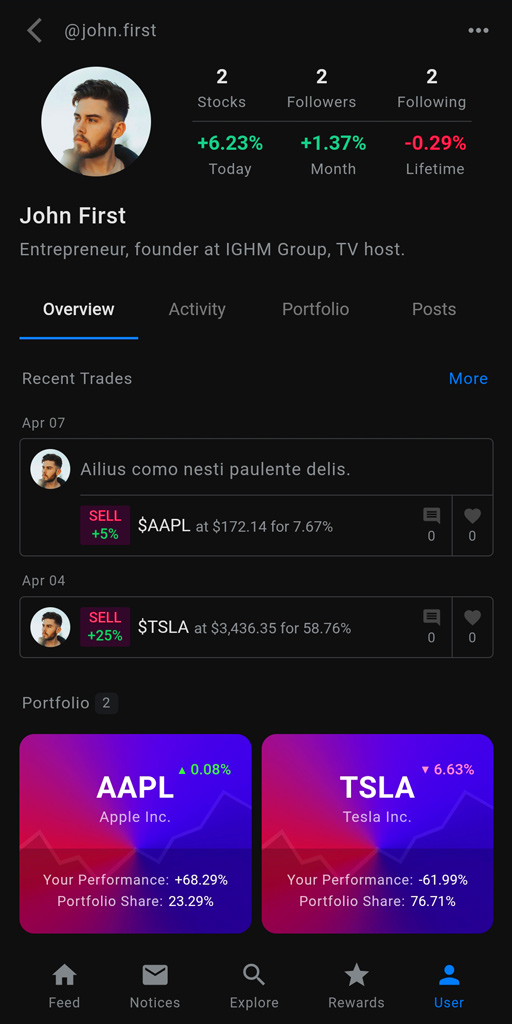 @john.first
2 2 2
Stocks Followers Following
+6.23% +1.37% -0.29%
Today Month Lifetime
John First
Entrepreneur, founder at IGHM Group, TV host.
Overview Activity Portfolio Posts
Recent Trades More
Apr 07
Ailius como nesti paulente delis.
SELL
+5%
$AAPL at $172.14 for 7.67%
0 0
Apr 04
SELL
+25%
$TSLA at $3,436.35 for 58.76%
0 0
Portfolio 2
▲ 0.08%
AAPL
Apple Inc.
Your Performance: +68.29%
Portfolio Share: 23.29%
▼ 6.63%
TSLA
Tesla Inc.
Your Performance: -61.99%
Portfolio Share: 76.71%
Feed Notices Explore Rewards User